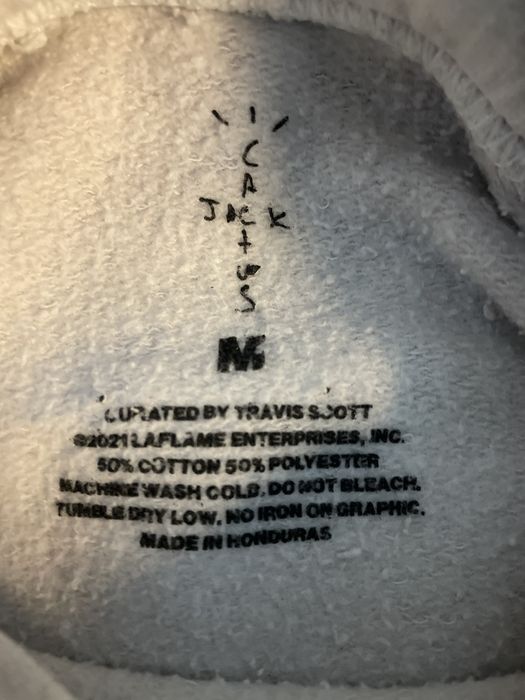 CACTUS
JACK
M
CURATED BY TRAVIS SCOTT
©2021 LAFLAME ENTERPRISES, INC.
50% COTTON 50% POLYESTER
MACHINE WASH COLD. DO NOT BLEACH.
TUMBLE DRY LOW. NO IRON ON GRAPHIC.
MADE IN HONDURAS